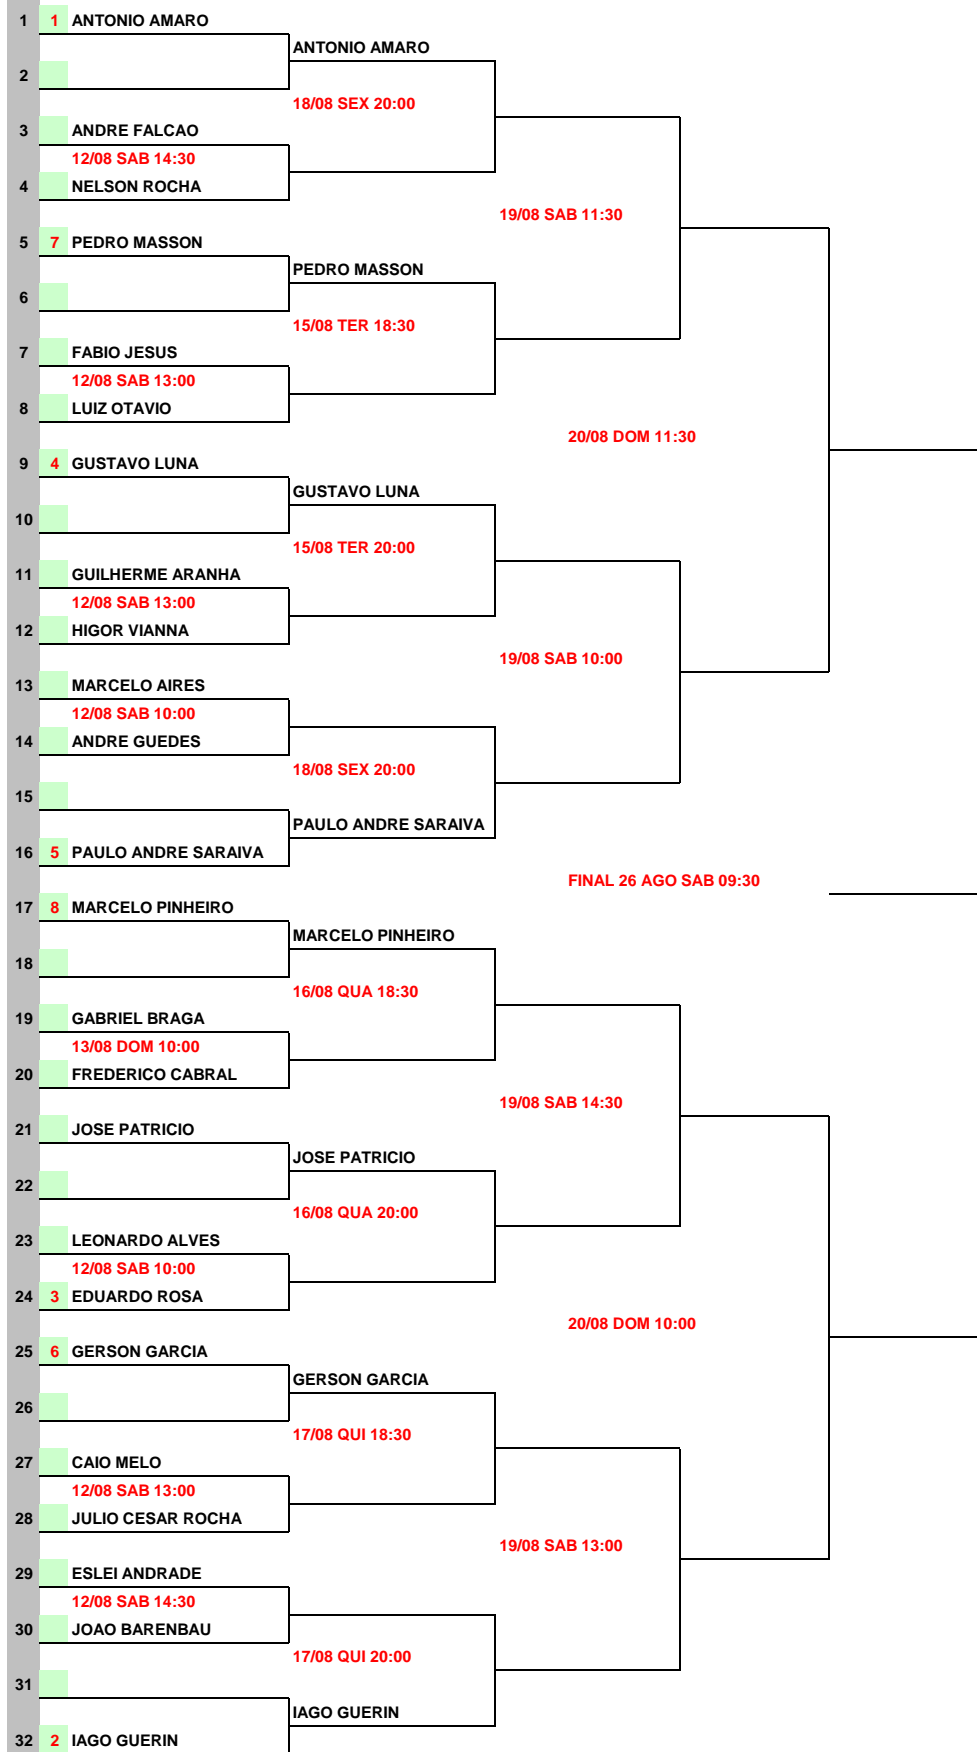 1 1 ANTONIO AMARO
ANTONIO AMARO
2
18/08 SEX 20:00
3 ANDRE FALCAO
12/08 SAB 14:30
4 NELSON ROCHA
19/08 SAB 11:30
5 7 PEDRO MASSON
PEDRO MASSON
6
15/08 TER 18:30
7 FABIO JESUS
12/08 SAB 13:00
8 LUIZ OTAVIO
20/08 DOM 11:30
9 4 GUSTAVO LUNA
GUSTAVO LUNA
10
15/08 TER 20:00
11 GUILHERME ARANHA
12/08 SAB 13:00
12 HIGOR VIANNA
19/08 SAB 10:00
13 MARCELO AIRES
12/08 SAB 10:00
14 ANDRE GUEDES
18/08 SEX 20:00
15
PAULO ANDRE SARAIVA
16 5 PAULO ANDRE SARAIVA
FINAL 26 AGO SAB 09:30
17 8 MARCELO PINHEIRO
MARCELO PINHEIRO
18
16/08 QUA 18:30
19 GABRIEL BRAGA
13/08 DOM 10:00
20 FREDERICO CABRAL
19/08 SAB 14:30
21 JOSE PATRICIO
JOSE PATRICIO
22
16/08 QUA 20:00
23 LEONARDO ALVES
12/08 SAB 10:00
24 3 EDUARDO ROSA
20/08 DOM 10:00
25 6 GERSON GARCIA
GERSON GARCIA
26
17/08 QUI 18:30
27 CAIO MELO
12/08 SAB 13:00
28 JULIO CESAR ROCHA
19/08 SAB 13:00
29 ESLEI ANDRADE
12/08 SAB 14:30
30 JOAO BARENBAU
17/08 QUI 20:00
31
IAGO GUERIN
32 2 IAGO GUERIN